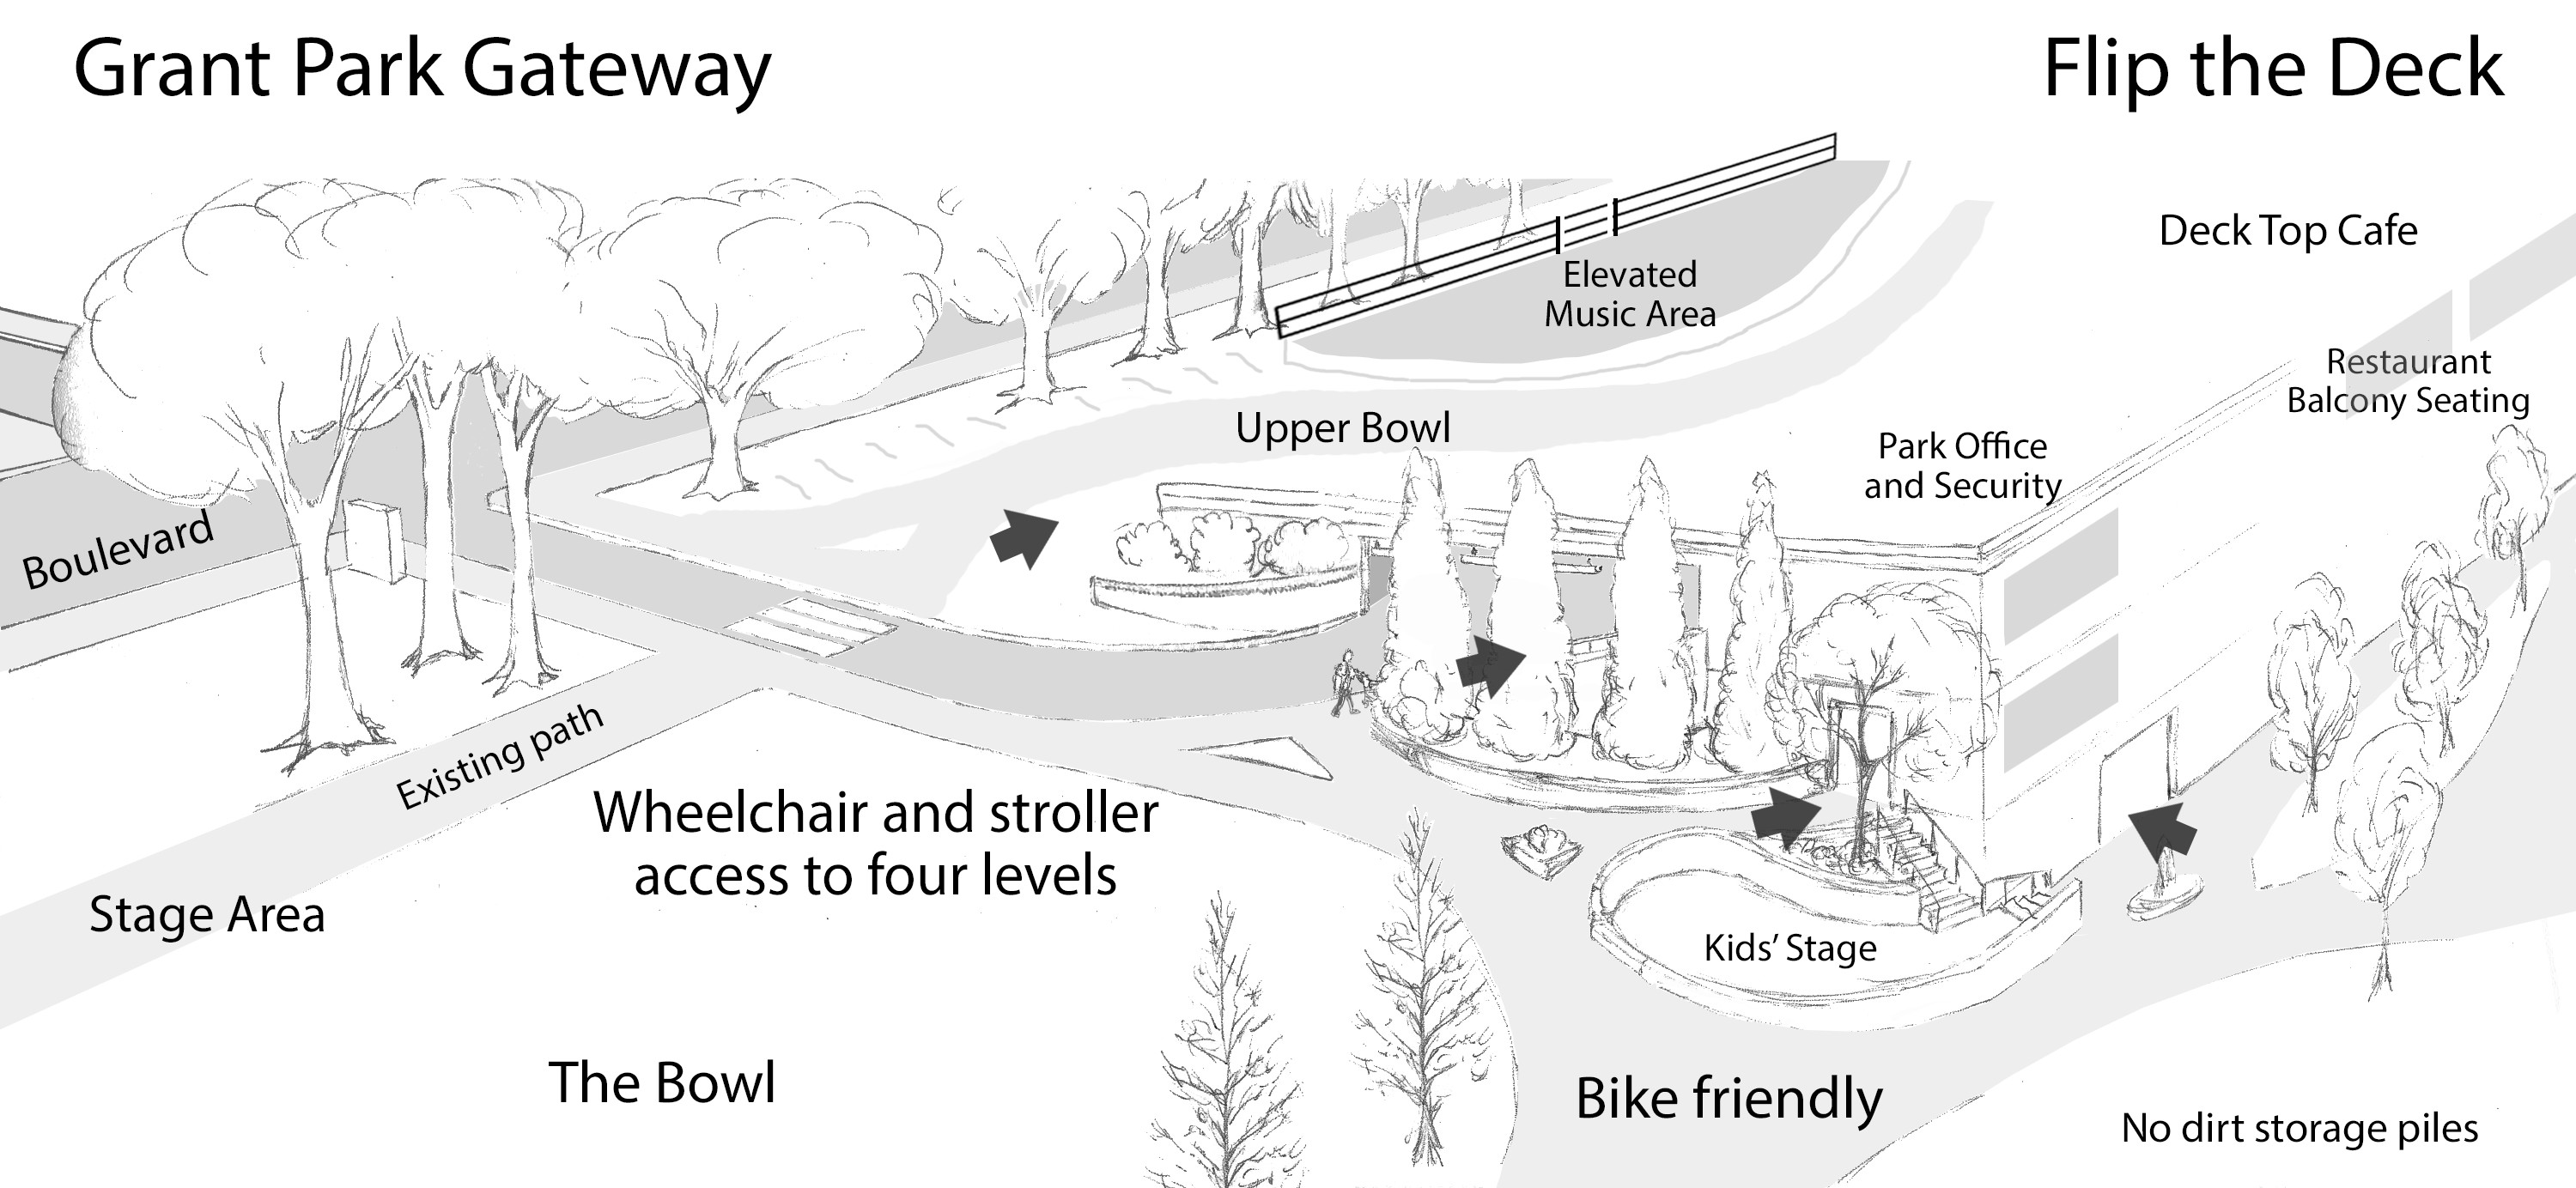 Grant Park Gateway
Flip the Deck
Deck Top Cafe
Elevated
Music Area
Restaurant
Balcony Seating
Upper Bowl
Park Office
and Security
Boulevard
Existing path
Wheelchair and stroller
access to four levels
Stage Area
Kids’ Stage
The Bowl
Bike friendly
No dirt storage piles